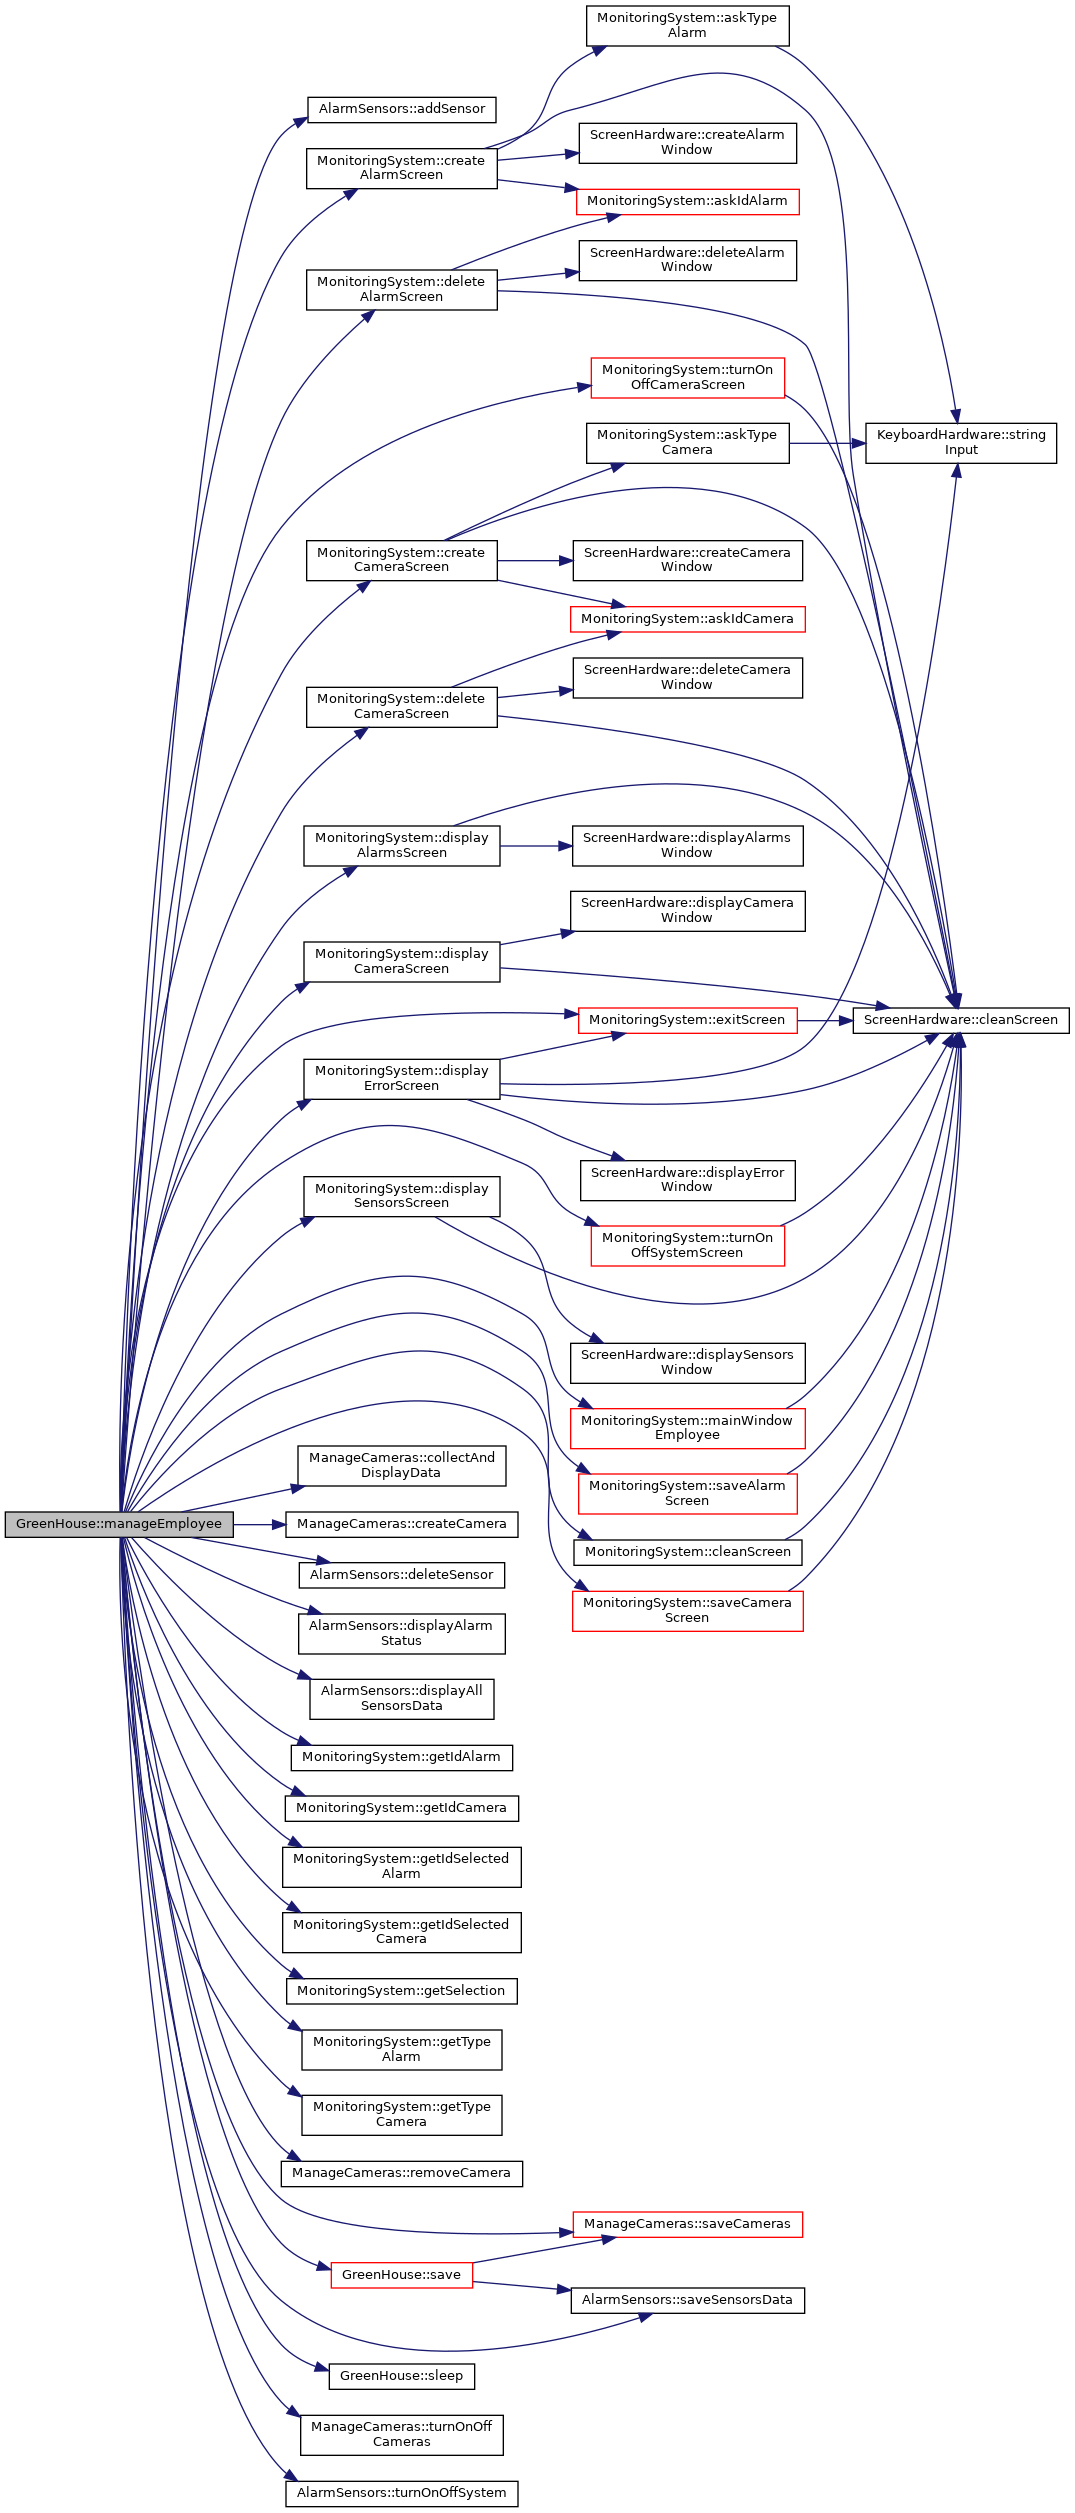 MonitoringSystem::askType
Alarm
AlarmSensors::addSensor
ScreenHardware::createAlarm
Window
MonitoringSystem::create
AlarmScreen
MonitoringSystem::askIdAlarm
ScreenHardware::deleteAlarm
Window
MonitoringSystem::delete
AlarmScreen
MonitoringSystem::turnOn
OffCameraScreen
MonitoringSystem::askType
Camera
KeyboardHardware::string
Input
MonitoringSystem::create
CameraScreen
ScreenHardware::createCamera
Window
MonitoringSystem::askIdCamera
ScreenHardware::deleteCamera
Window
MonitoringSystem::delete
CameraScreen
MonitoringSystem::display
AlarmsScreen
ScreenHardware::displayAlarms
Window
ScreenHardware::displayCamera
Window
MonitoringSystem::display
CameraScreen
MonitoringSystem::exitScreen
ScreenHardware::cleanScreen
MonitoringSystem::display
ErrorScreen
ScreenHardware::displayError
Window
MonitoringSystem::display
SensorsScreen
MonitoringSystem::turnOn
OffSystemScreen
ScreenHardware::displaySensors
Window
MonitoringSystem::mainWindow
Employee
ManageCameras::collectAnd
DisplayData
MonitoringSystem::saveAlarm
Screen
GreenHouse::manageEmployee
ManageCameras::createCamera
MonitoringSystem::cleanScreen
AlarmSensors::deleteSensor
MonitoringSystem::saveCamera
Screen
AlarmSensors::displayAlarm
Status
AlarmSensors::displayAll
SensorsData
MonitoringSystem::getIdAlarm
MonitoringSystem::getIdCamera
MonitoringSystem::getIdSelected
Alarm
MonitoringSystem::getIdSelected
Camera
MonitoringSystem::getSelection
MonitoringSystem::getType
Alarm
MonitoringSystem::getType
Camera
ManageCameras::removeCamera
ManageCameras::saveCameras
GreenHouse::save
AlarmSensors::saveSensorsData
GreenHouse::sleep
ManageCameras::turnOnOff
Cameras
AlarmSensors::turnOnOffSystem